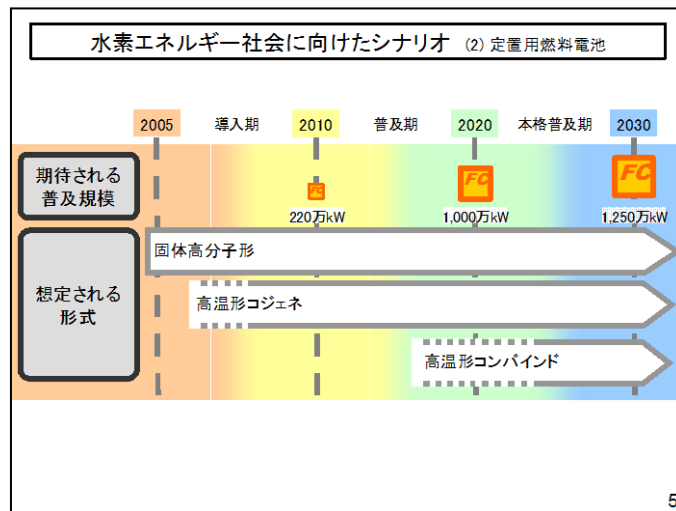 水素エネルギー社会に向けたシナリオ (2) 定置用燃料電池
2005 導入期 2010 普及期 2020 本格普及期 2030
期待される
普及規模
FC FC FC
220万kW 1,000万kW 1,250万kW
想定される
形式
固体高分子形
高温形コジェネ
高温形コンバインド
5